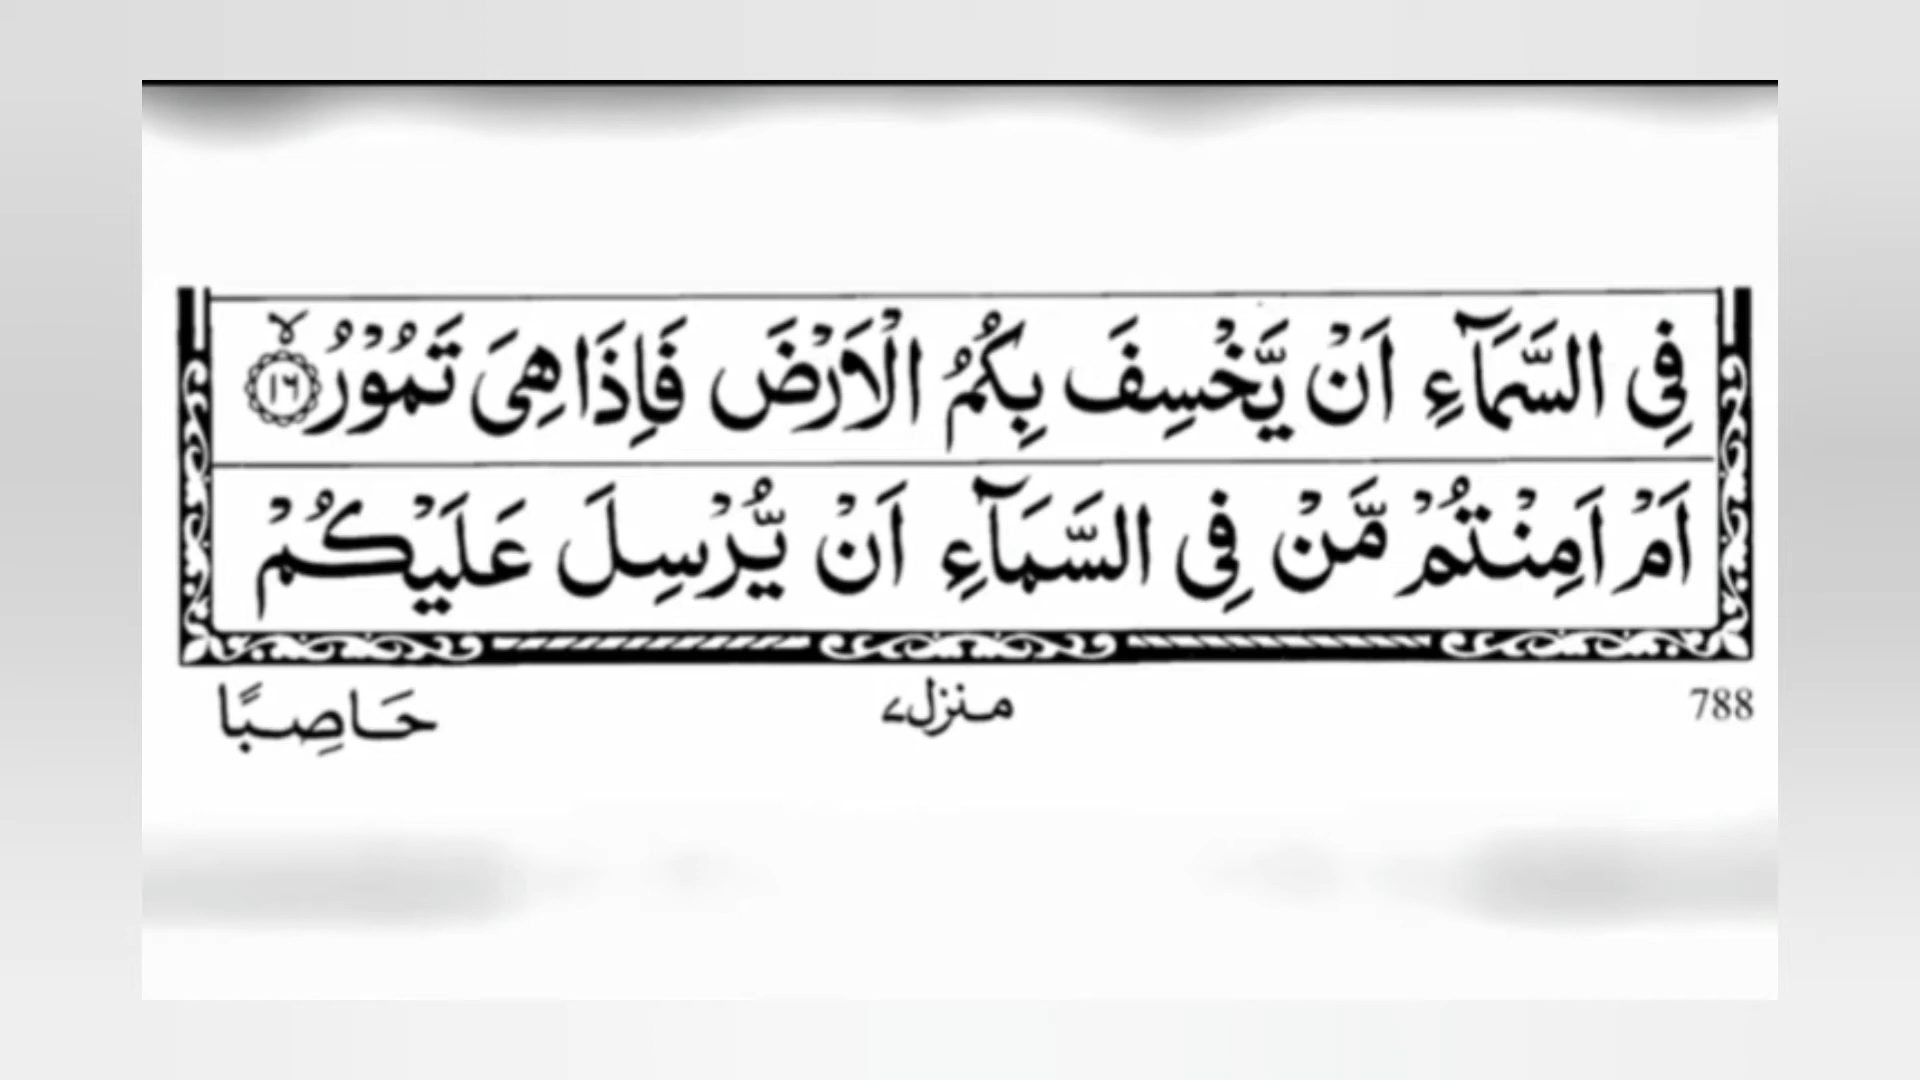 فِى السَّمَآءِ اَنْ يَّخْسِفَ بِكُمُ الْاَرْضَ فَاِذَا هِىَ تَمُوْرُ ۙ﴿۱۶﴾
اَمْ اَمِنْتُمْ مَّنْ فِى السَّمَآءِ اَنْ يُّرْسِلَ عَلَيْكُمْ
حَاصِبًا
منزل۷
788